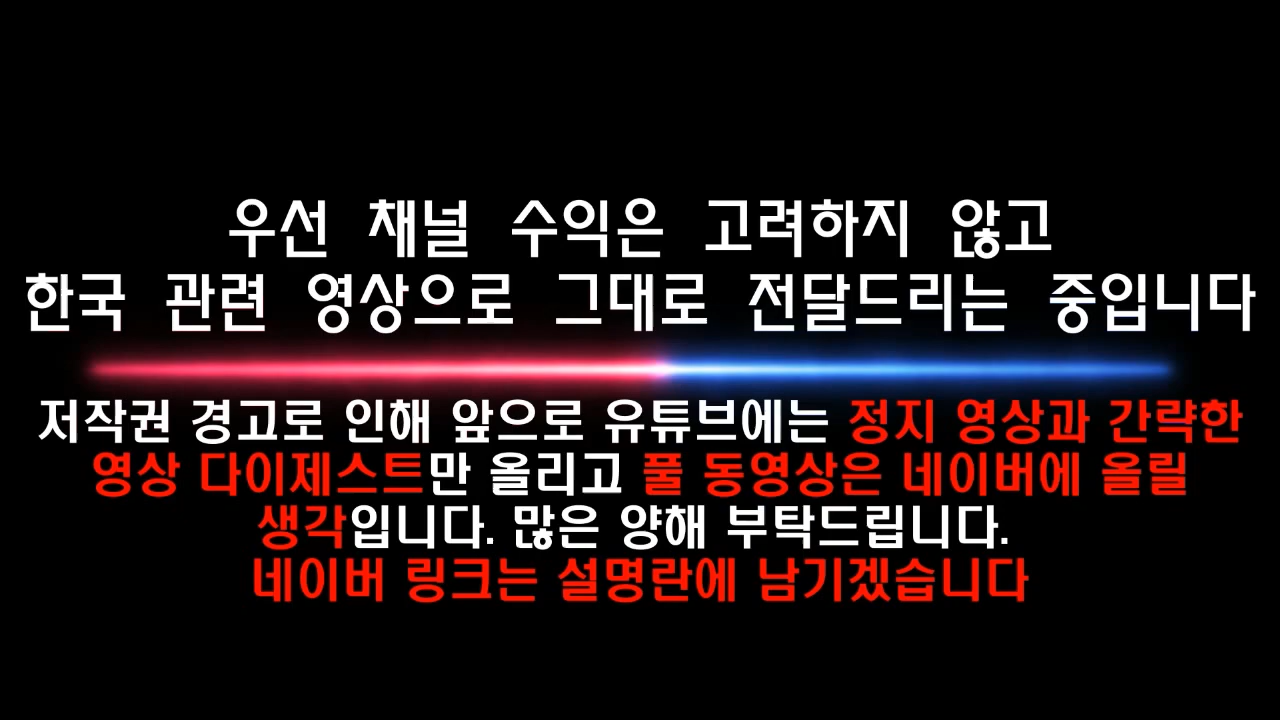 우선 채널 수익은 고려하지 않고
한국 관련 영상으로 그대로 전달드리는 중입니다
저작권 경고로 인해 앞으로 유튜브에는 정지 영상과 간략한
영상 다이제스트만 올리고 풀 동영상은 네이버에 올릴
생각입니다. 많은 양해 부탁드립니다.
네이버 링크는 설명란에 남기겠습니다